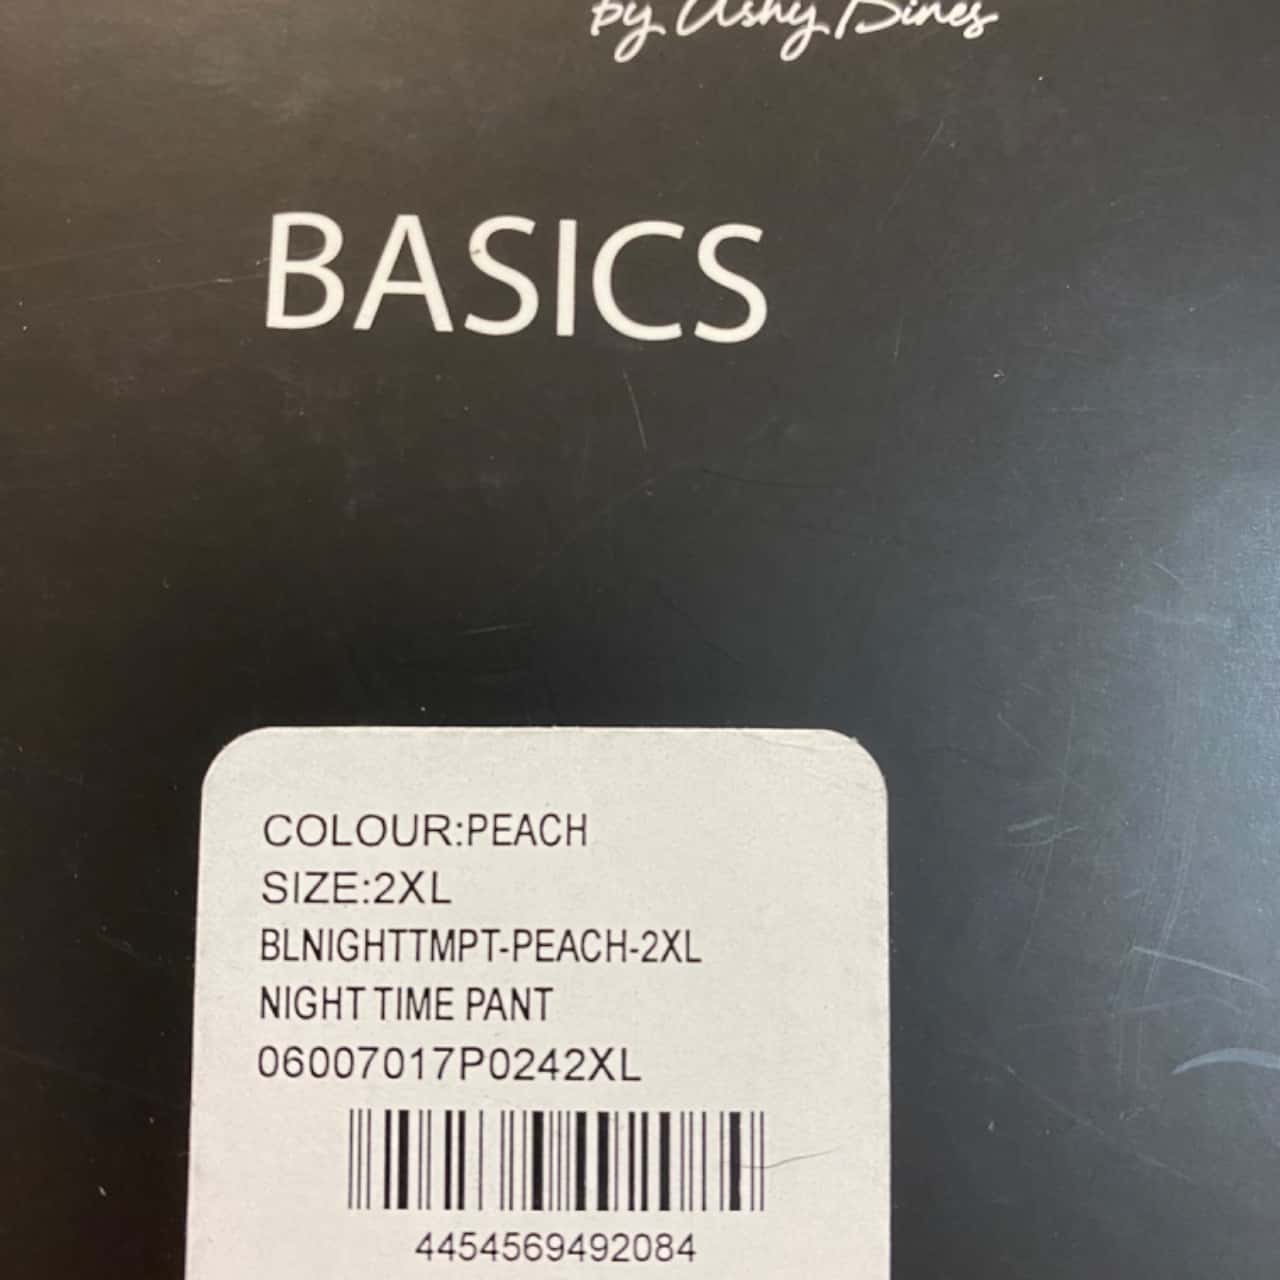 by Ashy Bines
BASICS
COLOUR:PEACH
SIZE:2XL
BLNIGHTTMPT-PEACH-2XL
NIGHT TIME PANT
06007017P0242XL
4454569492084